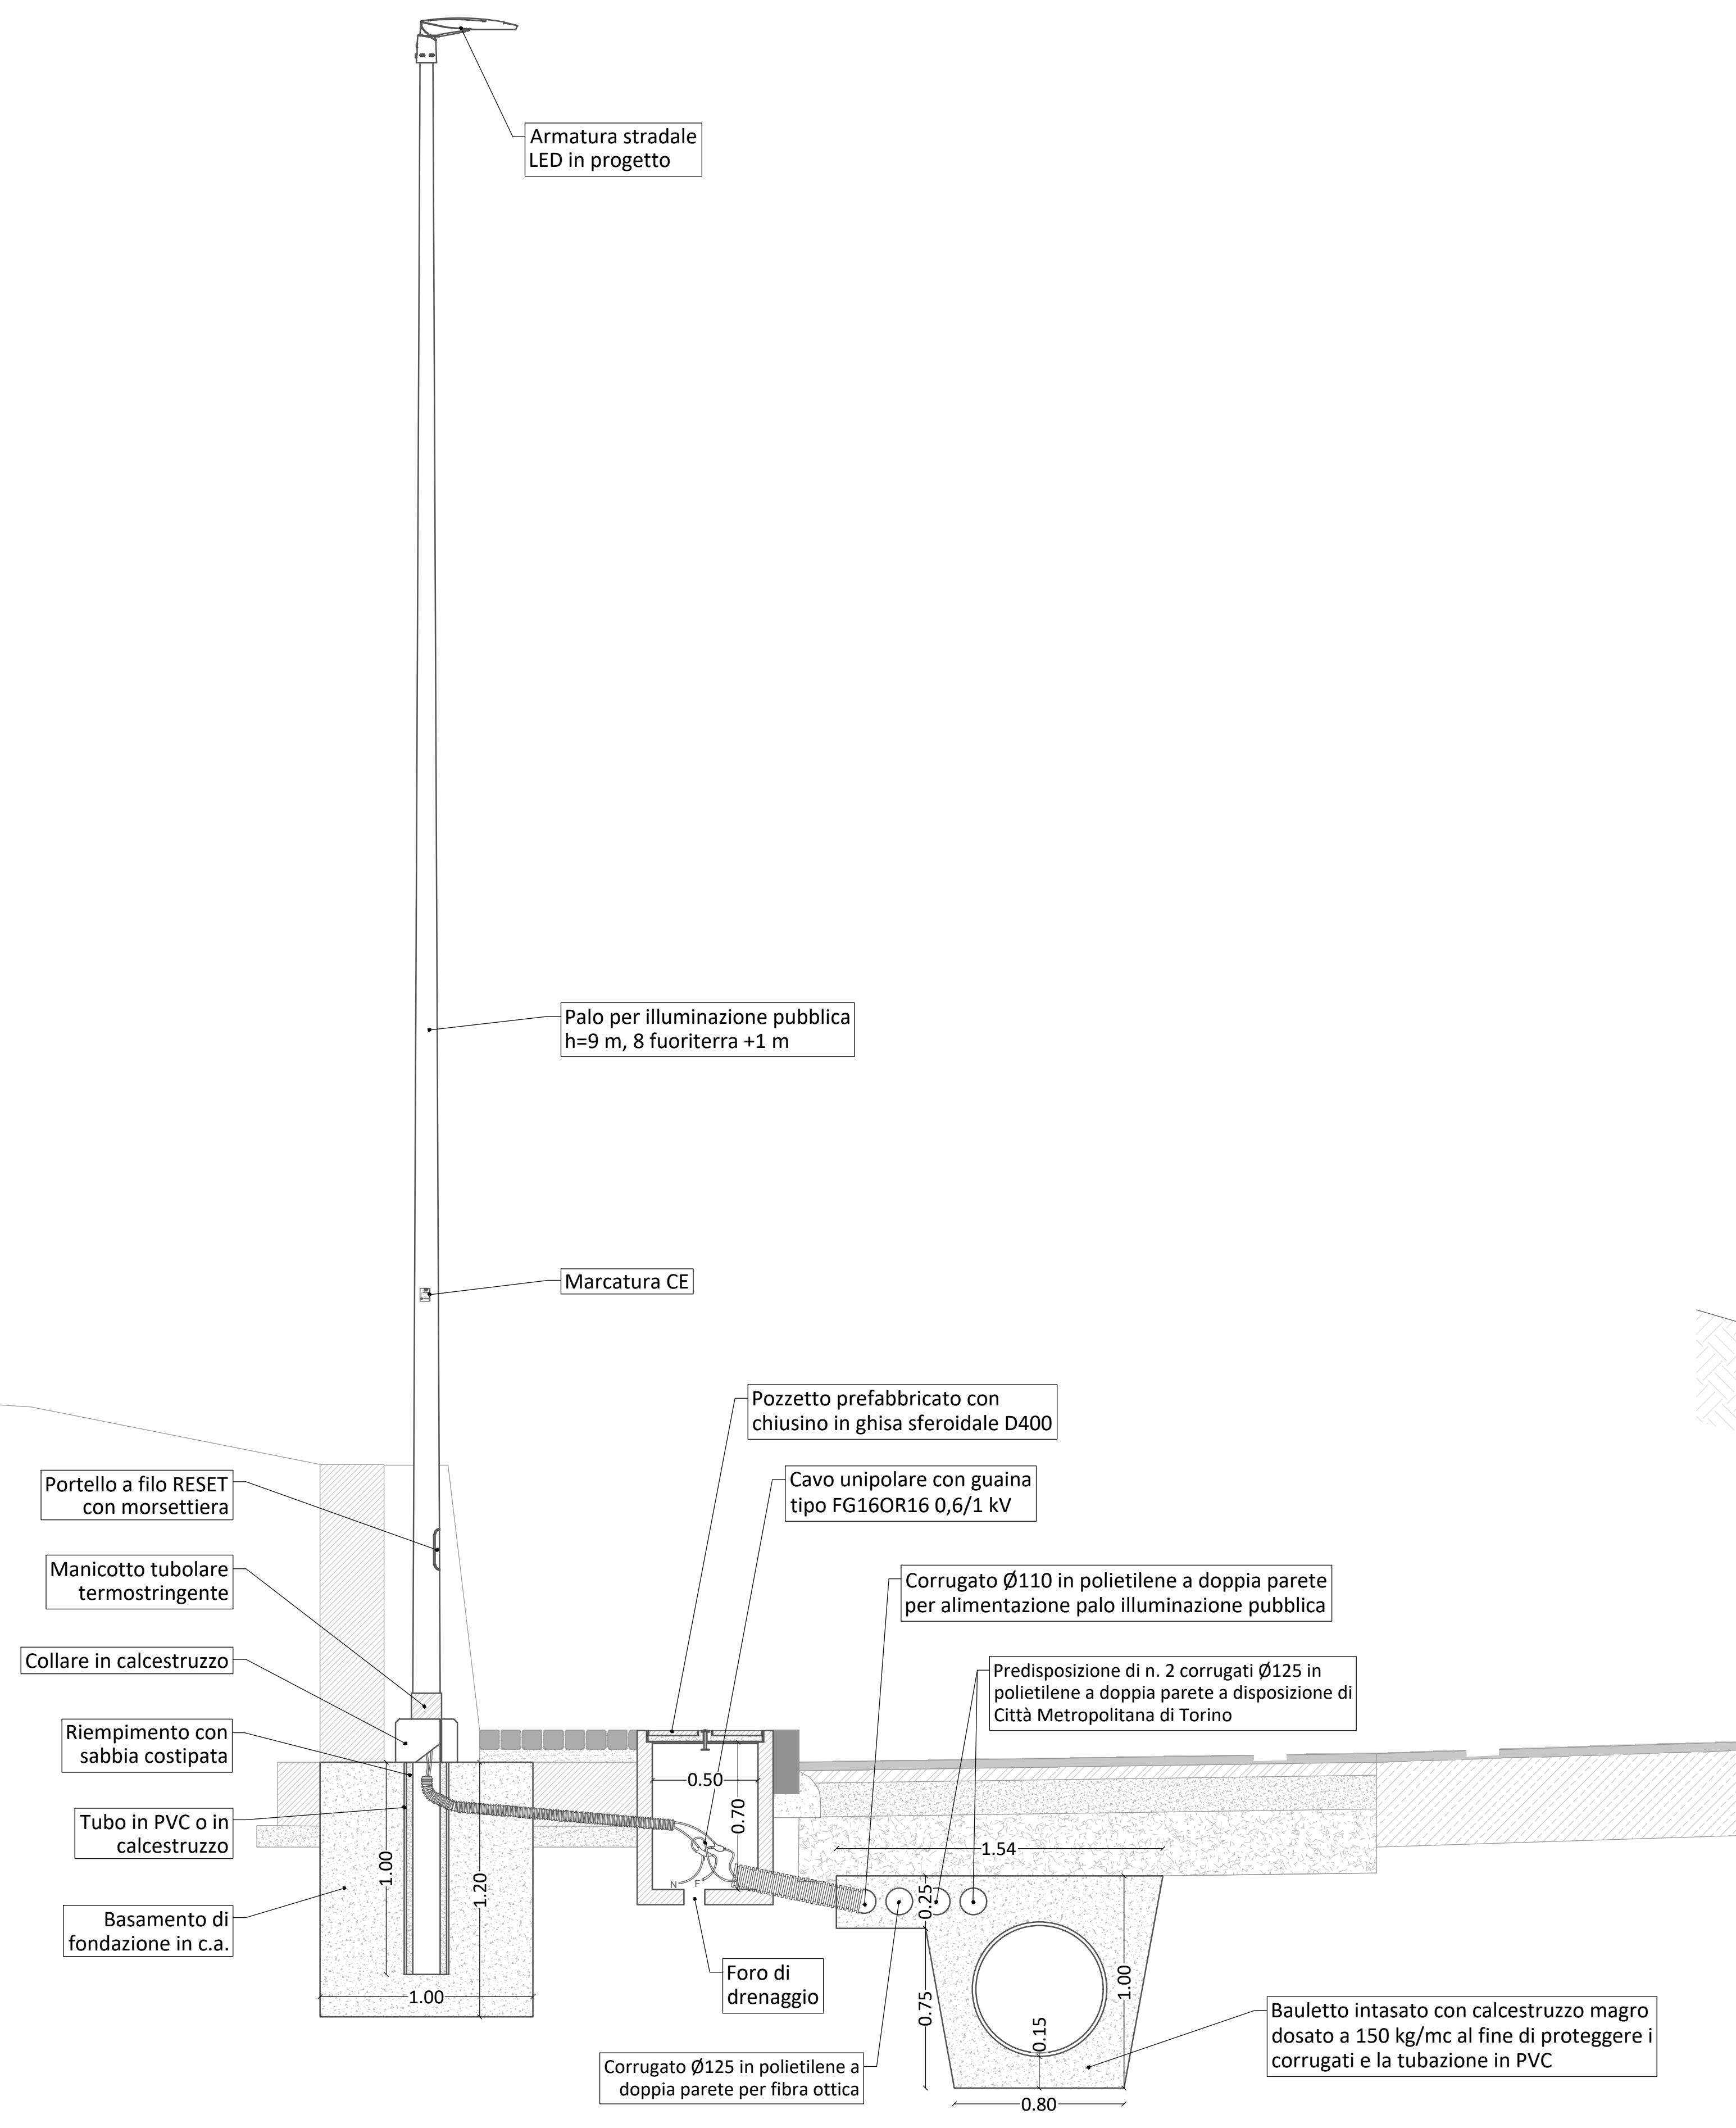 Armatura stradale
LED in progetto
Palo per illuminazione pubblica
h=9 m, 8 fuoriterra +1 m
Marcatura CE
Pozzetto prefabbricato con
chiusino in ghisa sferoidale D400
Portello a filo RESET
con morsettiera
Cavo unipolare con guaina
tipo FG16OR16 0,6/1 kV
Manicotto tubolare
termostringente
Corrugato Ø110 in polietilene a doppia parete
per alimentazione palo illuminazione pubblica
Collare in calcestruzzo
Predisposizione di n. 2 corrugati Ø125 in
polietilene a doppia parete a disposizione di
Città Metropolitana di Torino
Riempimento con
sabbia costipata
0.50
0.70
Tubo in PVC o in
calcestruzzo
1.54
1.00
1.20
N
F
0.25
Basamento di
fondazione in c.a.
1.00
Foro di
drenaggio
0.75
1.00
0.15
Bauletto intasato con calcestruzzo magro
dosato a 150 kg/mc al fine di proteggere i
corrugati e la tubazione in PVC
Corrugato Ø125 in polietilene a
doppia parete per fibra ottica
0.80